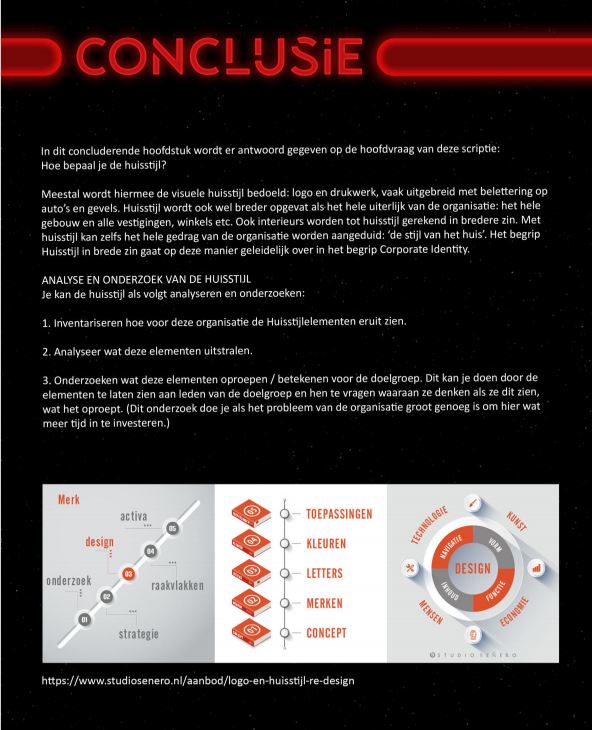 CONCLUSiE
In dit concluderende hoofdstuk wordt er antwoord gegeven op de hoofdvraag van deze scriptie:
Hoe bepaal je de huisstijl?
Meestal wordt hiermee de visuele huisstijl bedoeld: logo en drukwerk, vaak uitgebreid met belettering op
auto's en gevels. Huisstijl wordt ook wel breder opgevat als het hele uiterlijk van de organisatie: het hele
gebouw en alle vestigingen, winkels etc. Ook interieurs worden tot huisstijl gerekend in bredere zin. Met
huisstijl kan zelfs het hele gedrag van de organisatie worden aangeduid: 'de stijl van het huis'. Het begrip
Huisstijl in brede zin gaat op deze manier geleidelijk over in het begrip Corporate Identity.
ANALYSE EN ONDERZOEK VAN DE HUISSTIJL
Je kan de huisstijl als volgt analyseren en onderzoeken:
1. Inventariseren hoe voor deze organisatie de Huisstijlelementen eruit zien.
2. Analyseer wat deze elementen uitstralen.
3. Onderzoeken wat deze elementen oproepen / betekenen voor de doelgroep. Dit kan je doen door de
elementen te laten zien aan leden van de doelgroep en hen te vragen waaraan ze denken als ze dit zien,
wat het oproept. (Dit onderzoek doe je als het probleem van de organisatie groot genoeg is om hier wat
meer tijd in te investeren.)
Merk
activa
05
design
04
03
raakvlakken
onderzoek
02
01
strategie
05
TOEPASSINGEN
04
KLEUREN
03
LETTERS
02
MERKEN
01
CONCEPT
TECHNOLOGIE
KUNST
NAVIGATIE
VORM
DESIGN
INHOUD
FUNCTIE
MENSEN
ECONOMIE
STUDIO SEÑERO
https://www.studiosenero.nl/aanbod/logo-en-huisstijl-re-design